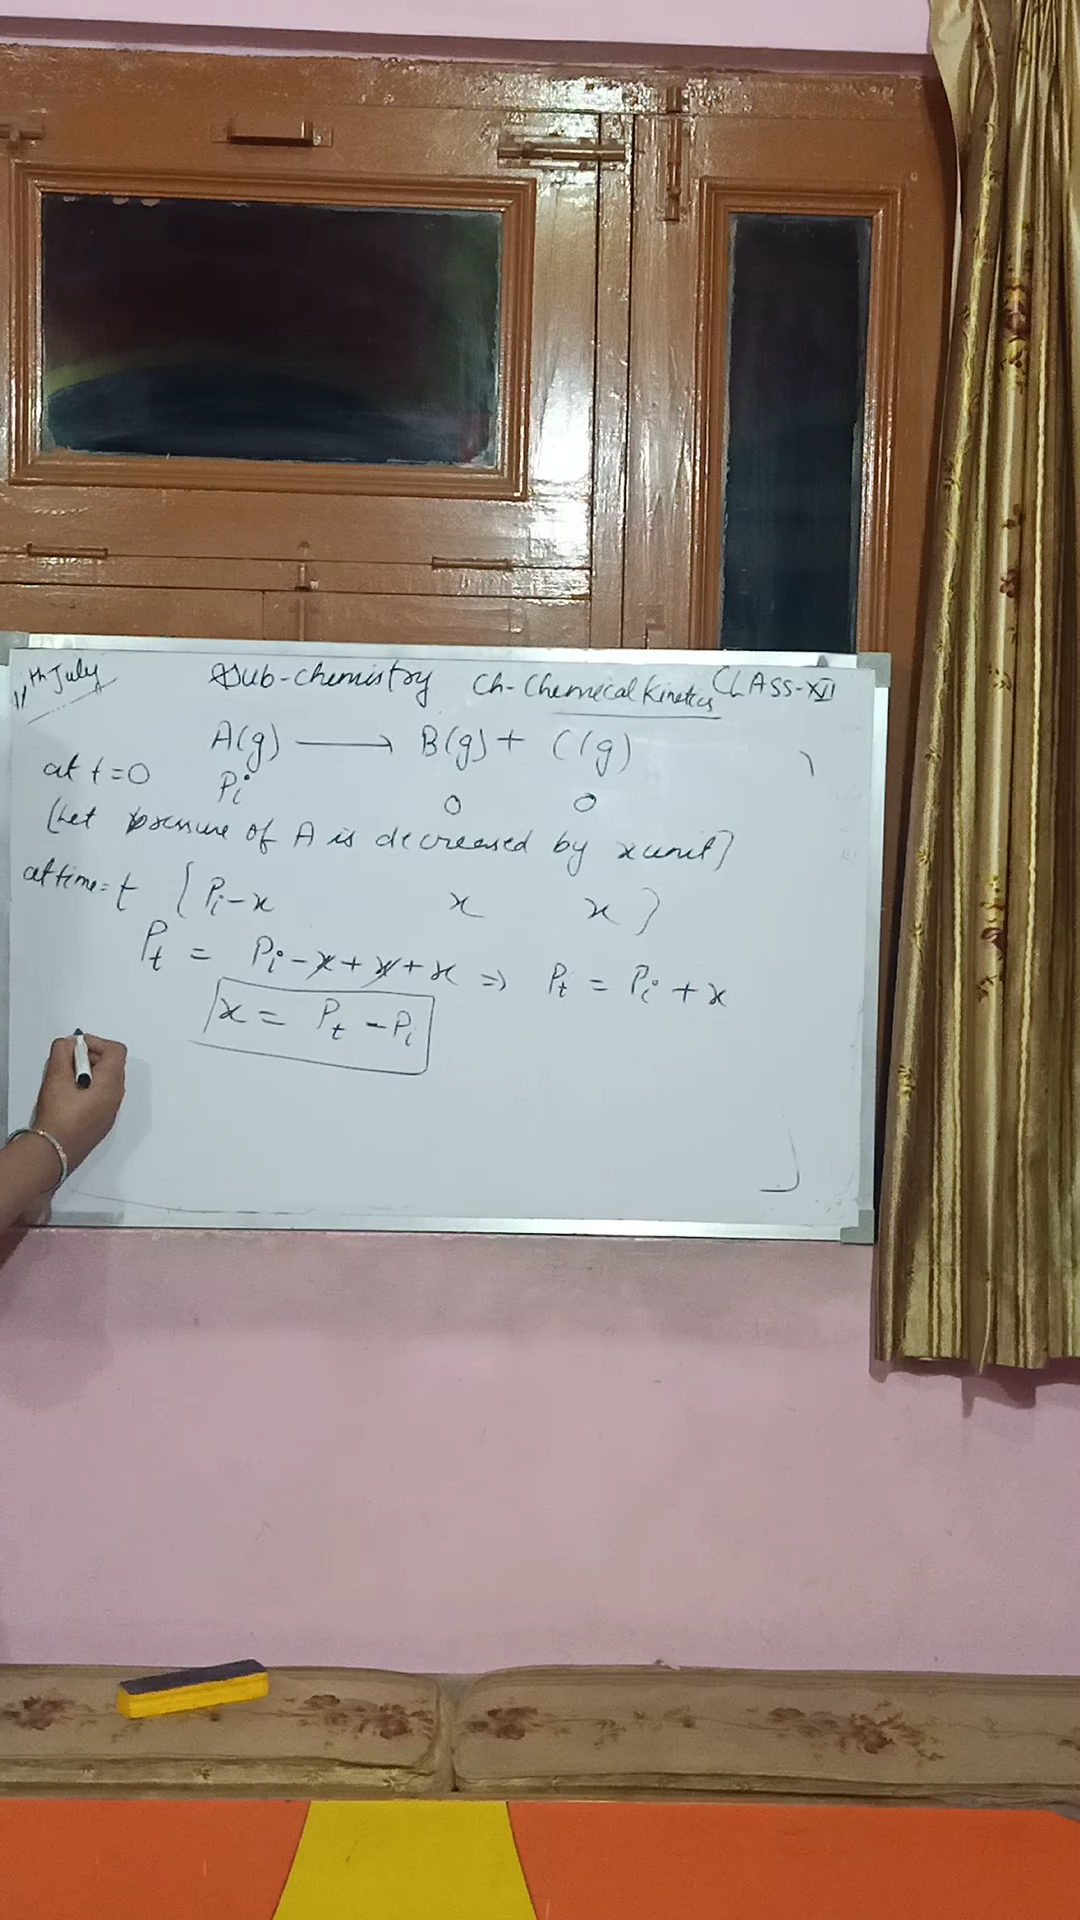 11th July Sub-chemistry Ch-Chemical Kinetics CLASS-XII
A(g) ⟶ B(g) + C(g)
at t=0 Pi 0 0
(Let pressure of A is decreased by x unit)
at time = t {Pi-x x x}
Pt = Pi - x + x + x ⇒ Pt = Pi + x
x = Pt - Pi